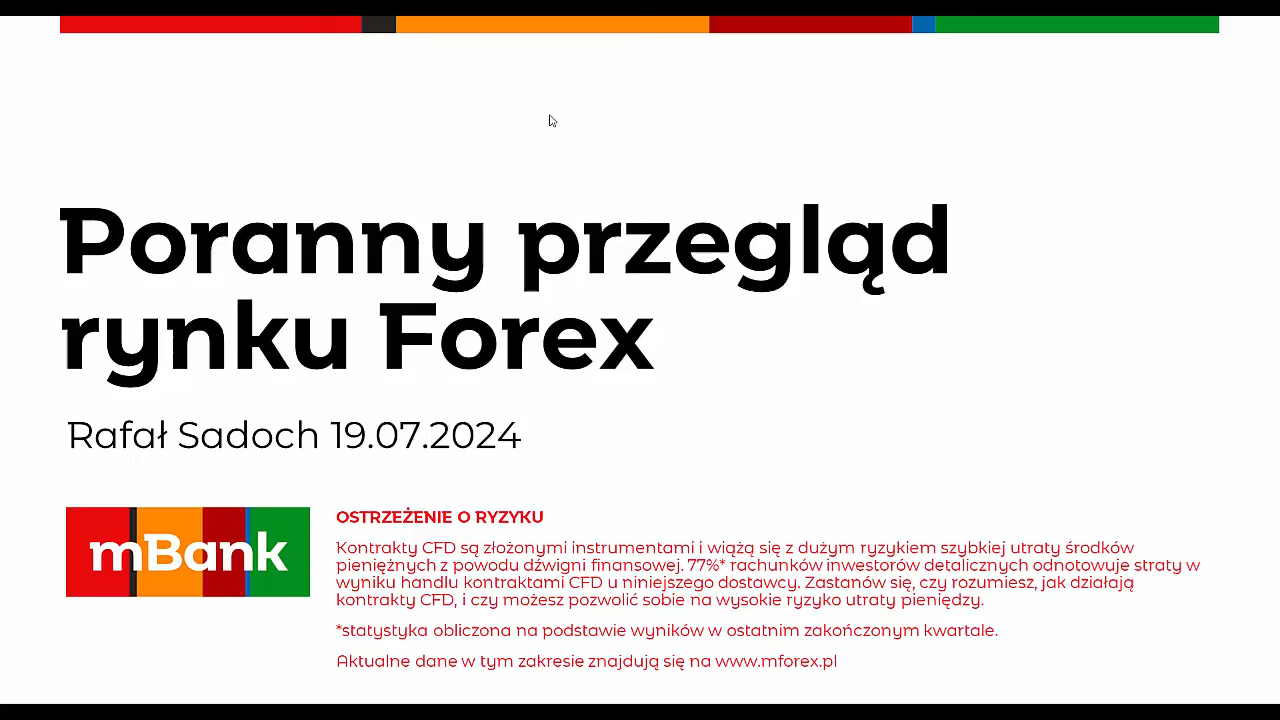 Poranny przegląd
rynku Forex
Rafał Sadoch 19.07.2024
mBank
OSTRZEŻENIE O RYZYKU
Kontrakty CFD są złożonymi instrumentami i wiążą się z dużym ryzykiem szybkiej utraty środków
pieniężnych z powodu dźwigni finansowej. 77%* rachunków inwestorów detalicznych odnotowuje straty w
wyniku handlu kontraktami CFD u niniejszego dostawcy. Zastanów się, czy rozumiesz, jak działają
kontrakty CFD, i czy możesz pozwolić sobie na wysokie ryzyko utraty pieniędzy.
*statystyka obliczona na podstawie wyników w ostatnim zakończonym kwartale.
Aktualne dane w tym zakresie znajdują się na www.mforex.pl